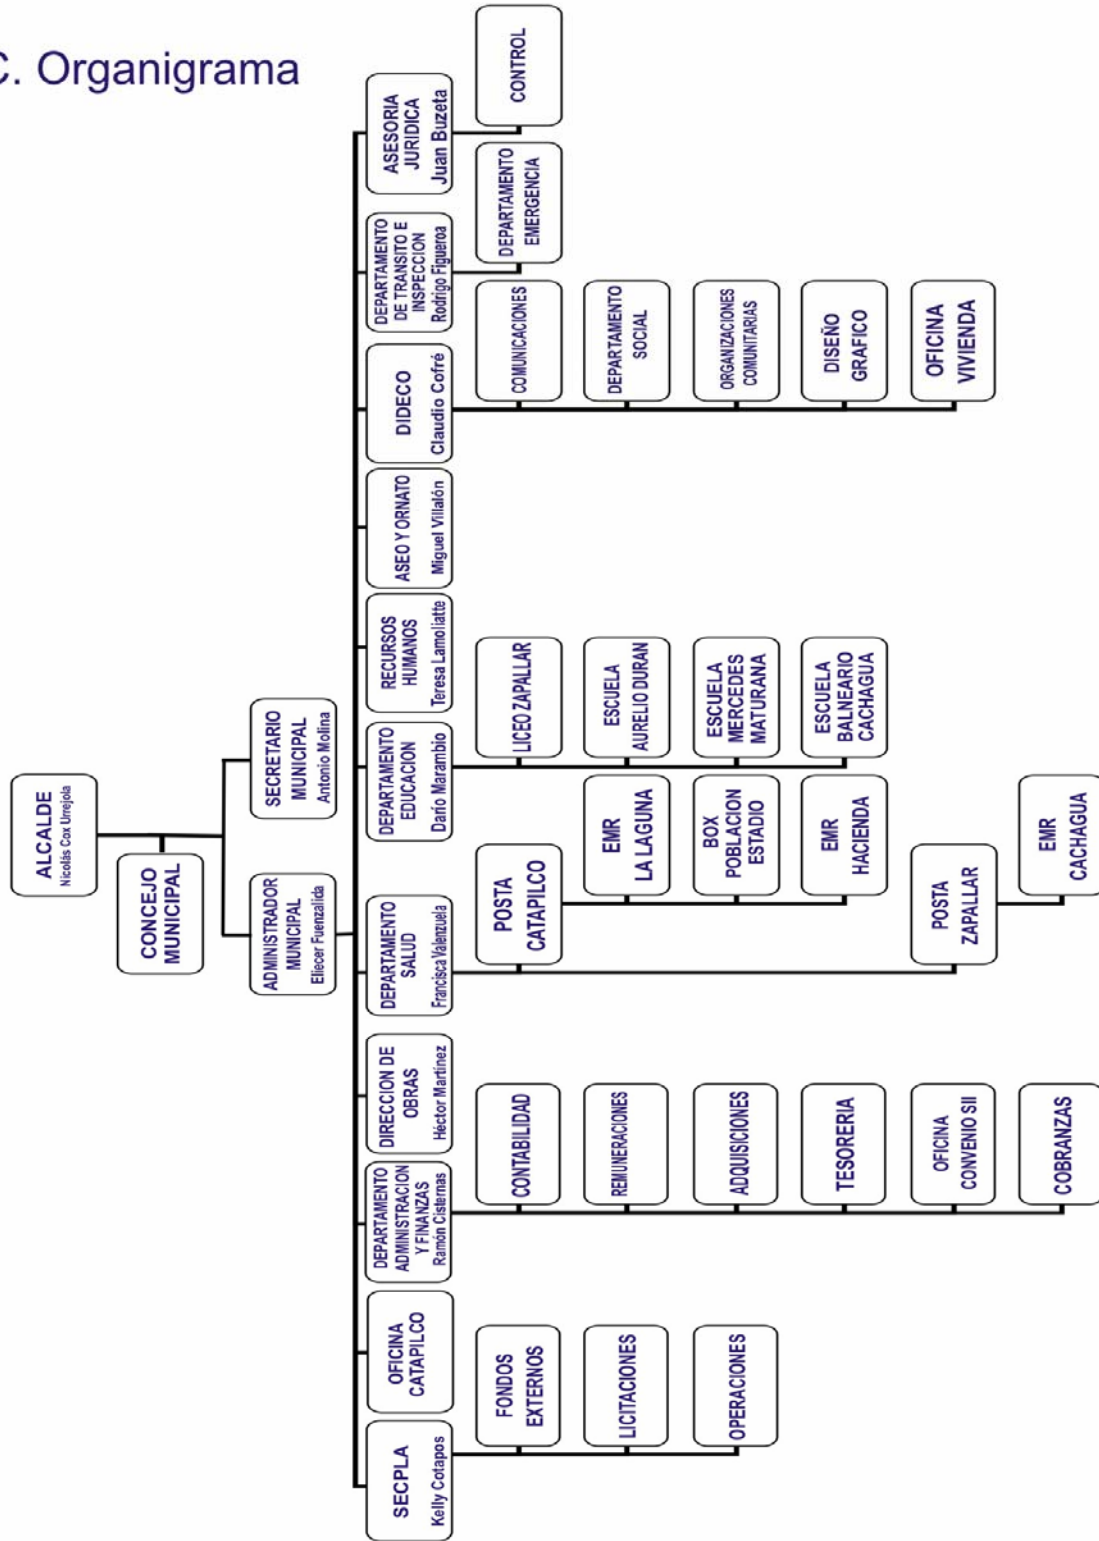 C. Organigrama
ALCALDE
Nicolás Cox Urrejola
CONCEJO
MUNICIPAL
ADMINISTRADOR
MUNICIPAL
Eliecer Fuenzalida
SECRETARIO
MUNICIPAL
Antonio Molina
SECPLA
Kelly Cotapos
OFICINA
CATAPILCO
DEPARTAMENTO
ADMINISTRACION
Y FINANZAS
Ramón Cisternas
DIRECCION DE
OBRAS
Héctor Martínez
DEPARTAMENTO
SALUD
Francisca Valenzuela
DEPARTAMENTO
EDUCACION
Darío Marambio
RECURSOS
HUMANOS
Teresa Lamoliatte
ASEO Y ORNATO
Miguel Villalón
DIDECO
Claudio Cofré
DEPARTAMENTO
DE TRANSITO E
INSPECCION
Rodrigo Figueroa
ASESORIA
JURIDICA
Juan Buzeta
FONDOS
EXTERNOS
LICITACIONES
OPERACIONES
CONTABILIDAD
REMUNERACIONES
ADQUISICIONES
TESORERIA
OFICINA
CONVENIO SII
COBRANZAS
POSTA
CATAPILCO
EMR
LA LAGUNA
BOX
POBLACION
ESTADIO
EMR
HACIENDA
POSTA
ZAPALLAR
EMR
CACHAGUA
LICEO ZAPALLAR
ESCUELA
AURELIO DURAN
ESCUELA
MERCEDES
MATURANA
ESCUELA
BALNEARIO
CACHAGUA
COMUNICACIONES
DEPARTAMENTO
SOCIAL
ORGANIZACIONES
COMUNITARIAS
DISEÑO
GRAFICO
OFICINA
VIVIENDA
DEPARTAMENTO
EMERGENCIA
CONTROL